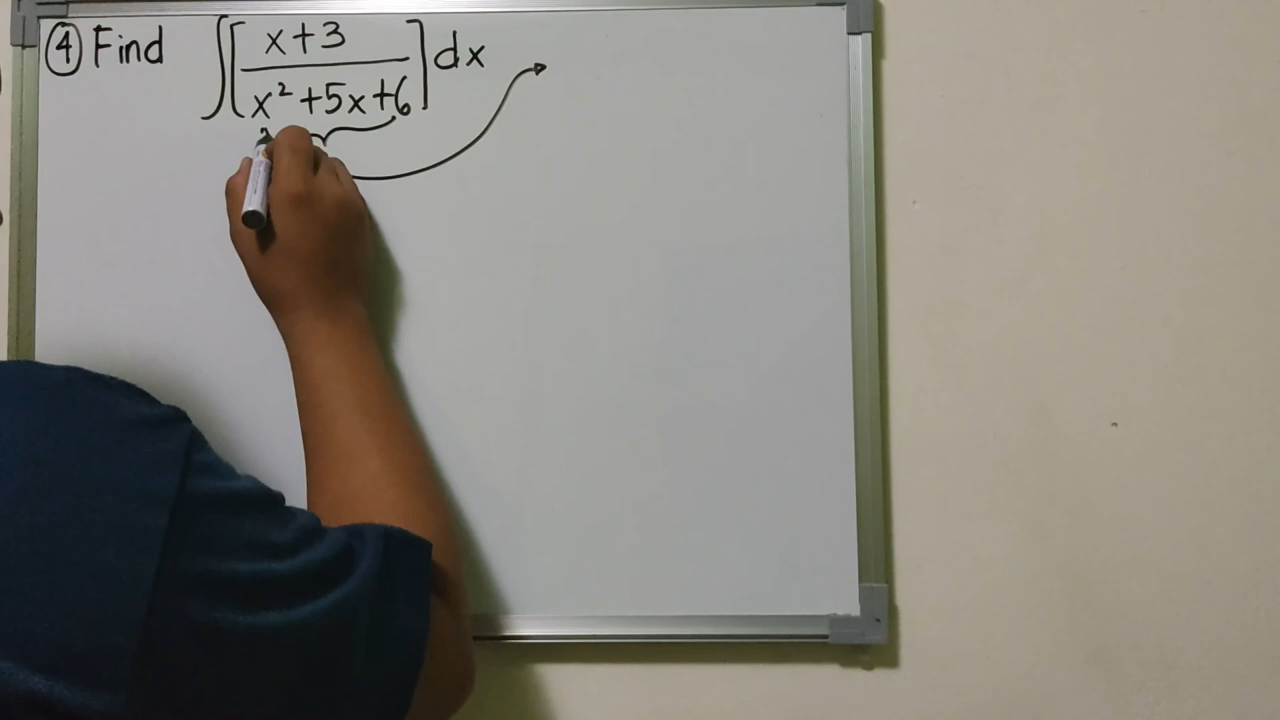 ④ Find ∫[(x+3)/(x²+5x+6)]dx